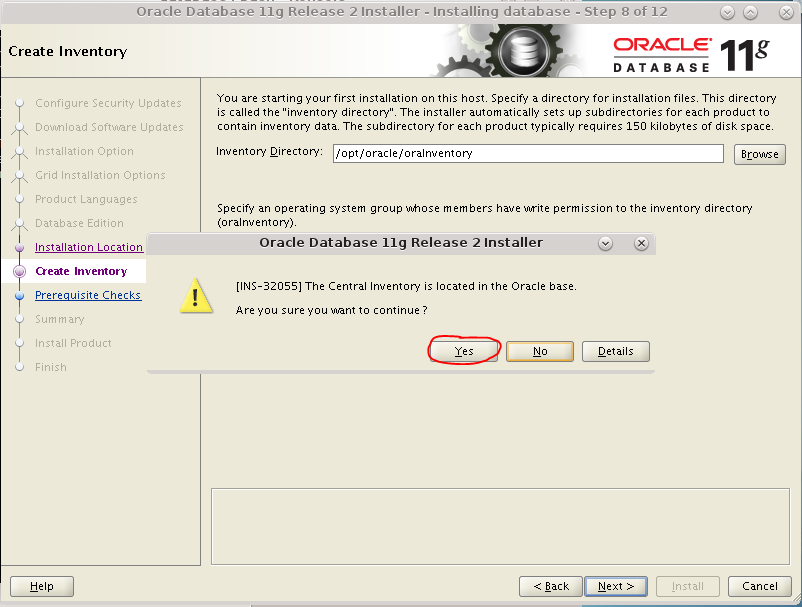 Oracle Database 11g Release 2 Installer - Installing database - Step 8 of 12
Create Inventory
ORACLE
DATABASE
11g
Configure Security Updates
Download Software Updates
Installation Option
Grid Installation Options
Product Languages
Database Edition
Installation Location
Create Inventory
Prerequisite Checks
Summary
Install Product
Finish
You are starting your first installation on this host. Specify a directory for installation files. This directory
is called the "inventory directory". The installer automatically sets up subdirectories for each product to
contain inventory data. The subdirectory for each product typically requires 150 kilobytes of disk space.
Inventory Directory: /opt/oracle/oraInventory Browse
Specify an operating system group whose members have write permission to the inventory directory
(oraInventory).
Oracle Database 11g Release 2 Installer
[INS-32055] The Central Inventory is located in the Oracle base.
Are you sure you want to continue?
Yes No Details
Help < Back Next > Install Cancel